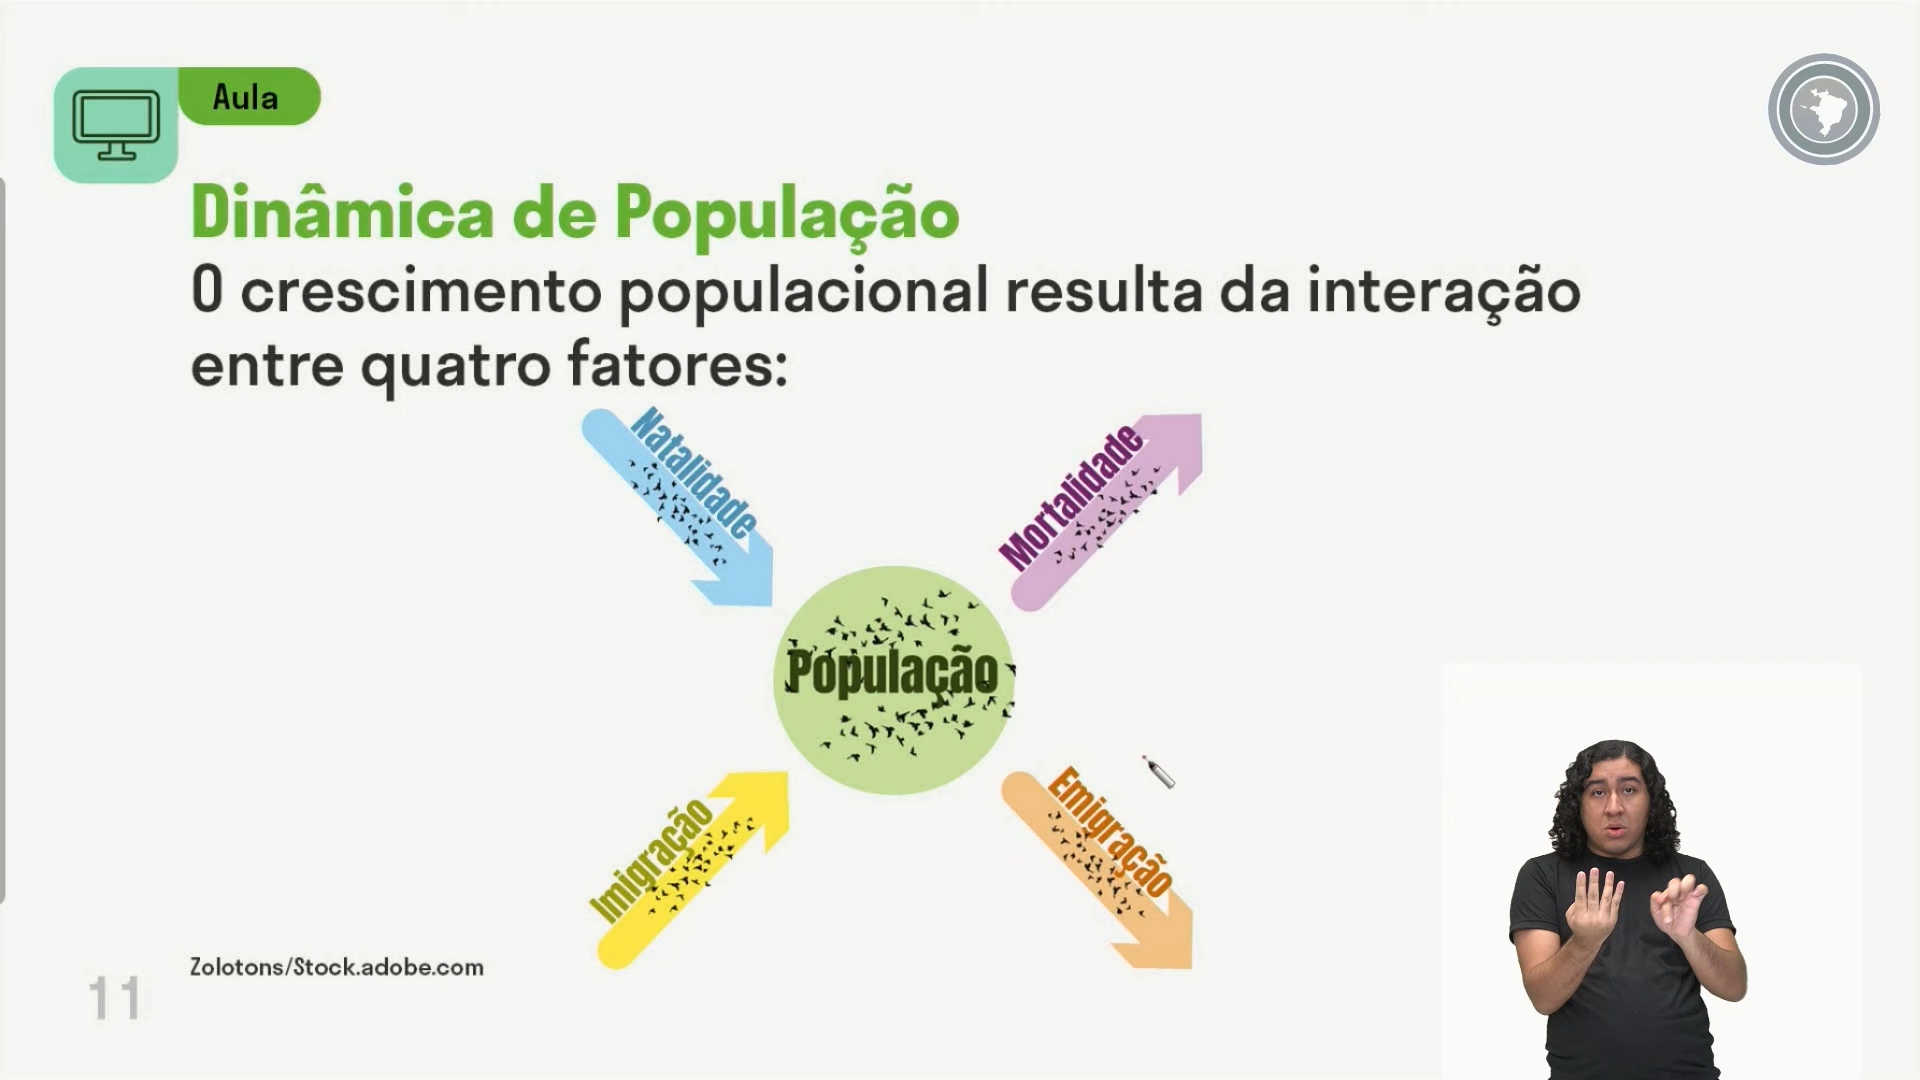 Aula
Dinâmica de População
O crescimento populacional resulta da interação
entre quatro fatores:
Natalidade
Mortalidade
População
Imigração
Emigração
Zolotons/Stock.adobe.com
11